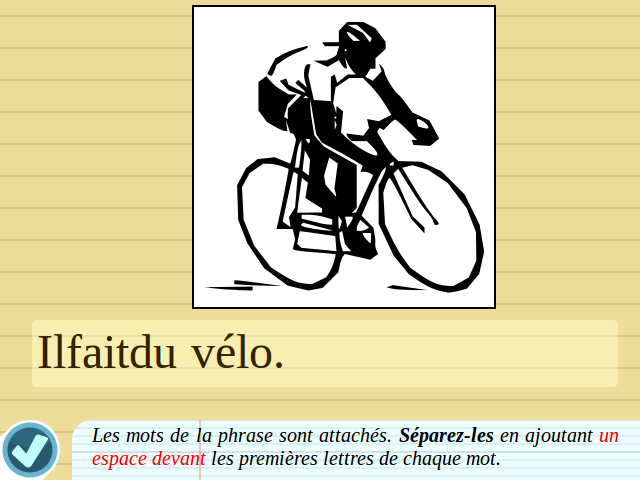 Ilfaitdu vélo.
Les mots de la phrase sont attachés. Séparez-les en ajoutant un
espace devant les premières lettres de chaque mot.